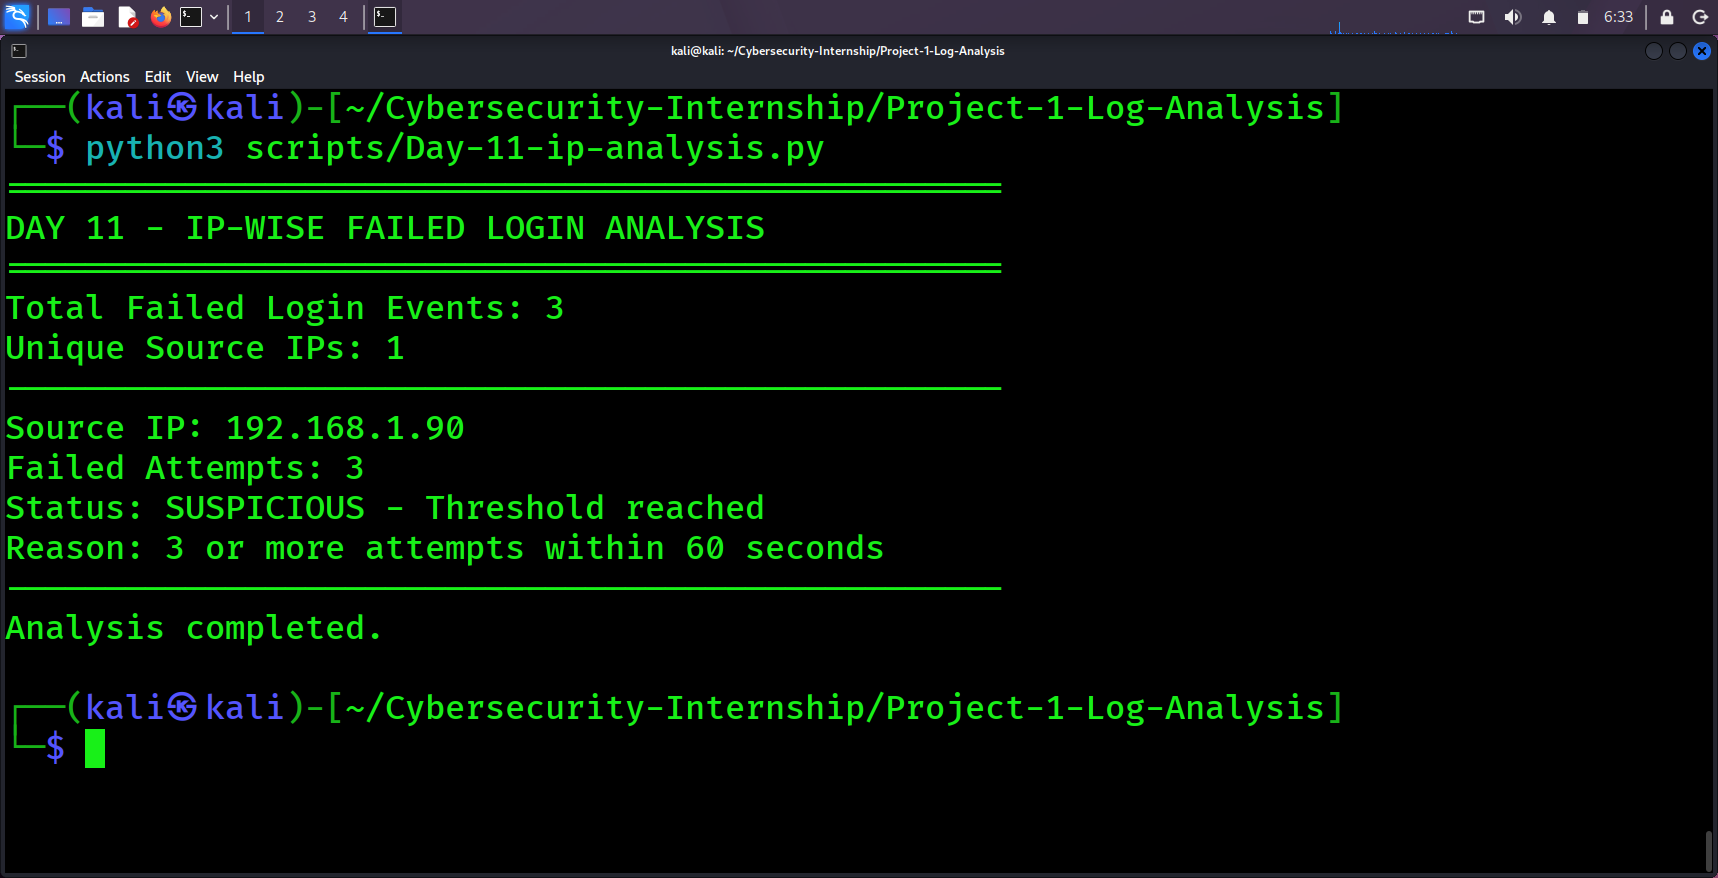 1 2 3 4 6:33
kali@kali: ~/Cybersecurity-Internship/Project-1-Log-Analysis
Session Actions Edit View Help
┌──(kali㉿kali)-[~/Cybersecurity-Internship/Project-1-Log-Analysis]
└─$ python3 scripts/Day-11-ip-analysis.py
==================================================
DAY 11 - IP-WISE FAILED LOGIN ANALYSIS
==================================================
Total Failed Login Events: 3
Unique Source IPs: 1
--------------------------------------------------
Source IP: 192.168.1.90
Failed Attempts: 3
Status: SUSPICIOUS - Threshold reached
Reason: 3 or more attempts within 60 seconds
--------------------------------------------------
Analysis completed.
┌──(kali㉿kali)-[~/Cybersecurity-Internship/Project-1-Log-Analysis]
└─$